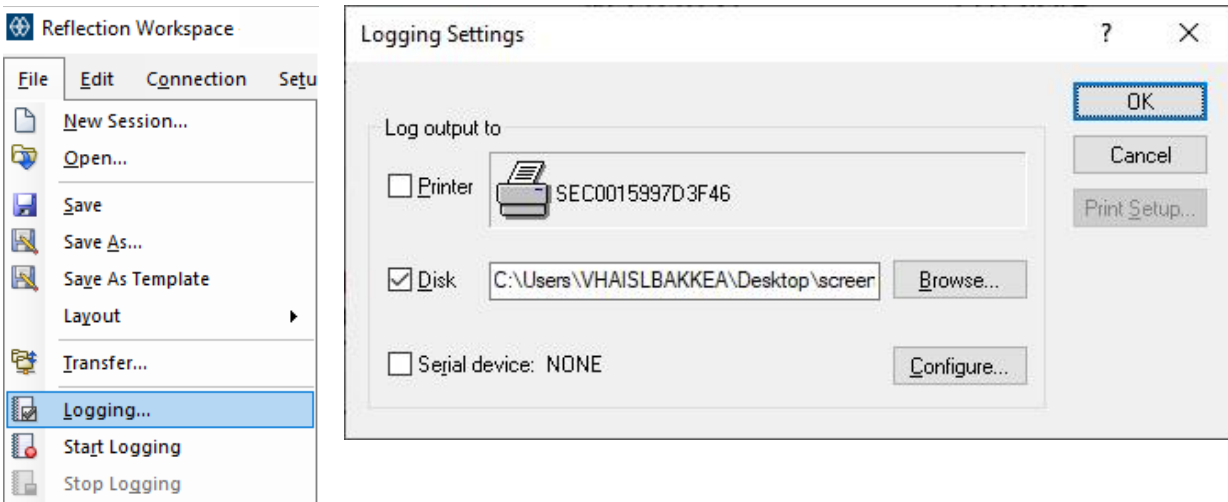 Reflection Workspace
File Edit Connection Setu
New Session...
Open...
Save
Save As...
Save As Template
Layout
Transfer...
Logging...
Start Logging
Stop Logging
Logging Settings
? 
Log output to
Printer SEC0015997D3F46
Disk C:\Users\VHAISLBAKKEA\Desktop\screer Browse...
Serial device: NONE Configure...
OK
Cancel
Print Setup...